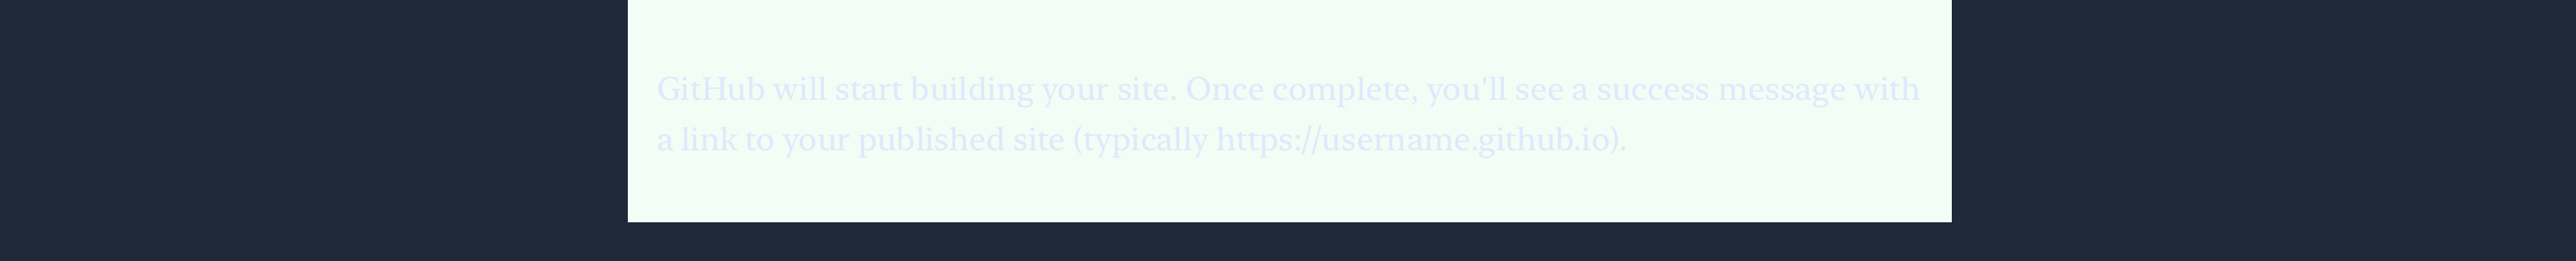 GitHub will start building your site. Once complete, you'll see a success message with
a link to your published site (typically https://username.github.io).